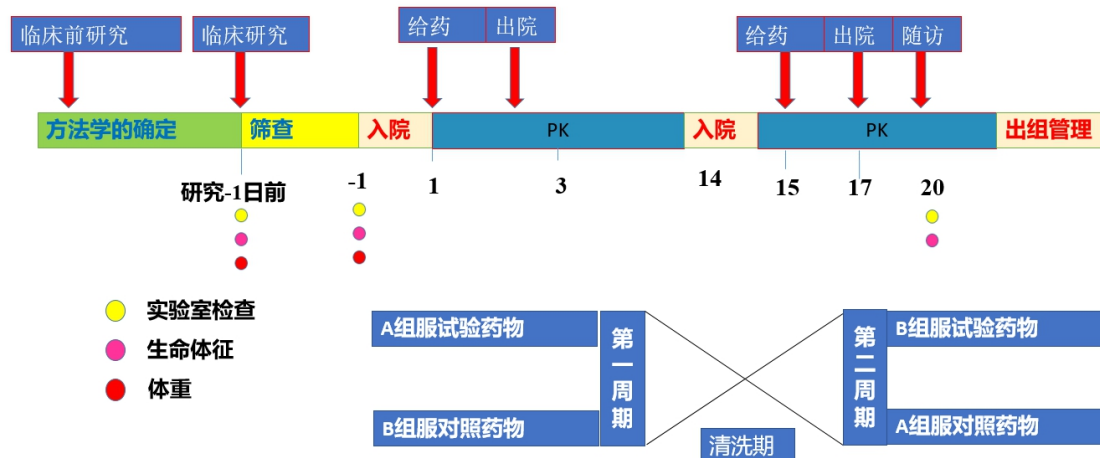 临床前研究
临床研究
给药
出院
给药
出院
随访
方法学的确定
筛查
入院
PK
入院
PK
出组管理
研究-1日前
-1
1
3
14
15
17
20
实验室检查
生命体征
体重
A组服试验药物
B组服对照药物
第一周期
清洗期
第二周期
B组服试验药物
A组服对照药物